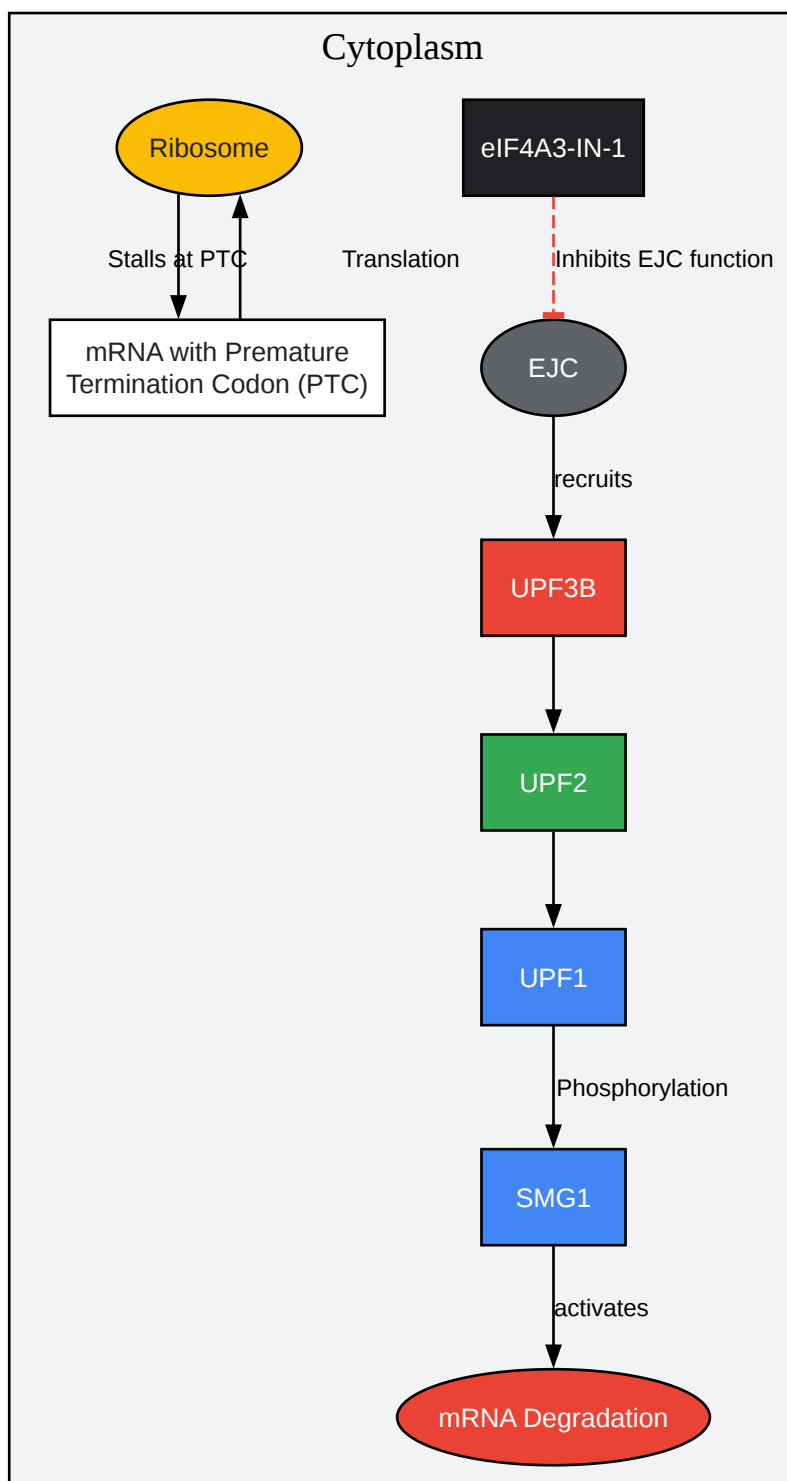 Cytoplasm
Ribosome
eIF4A3-IN-1
Stalls at PTC
Translation
Inhibits EJC function
mRNA with Premature
Termination Codon (PTC)
EJC
recruits
UPF3B
UPF2
UPF1
Phosphorylation
SMG1
activates
mRNA Degradation